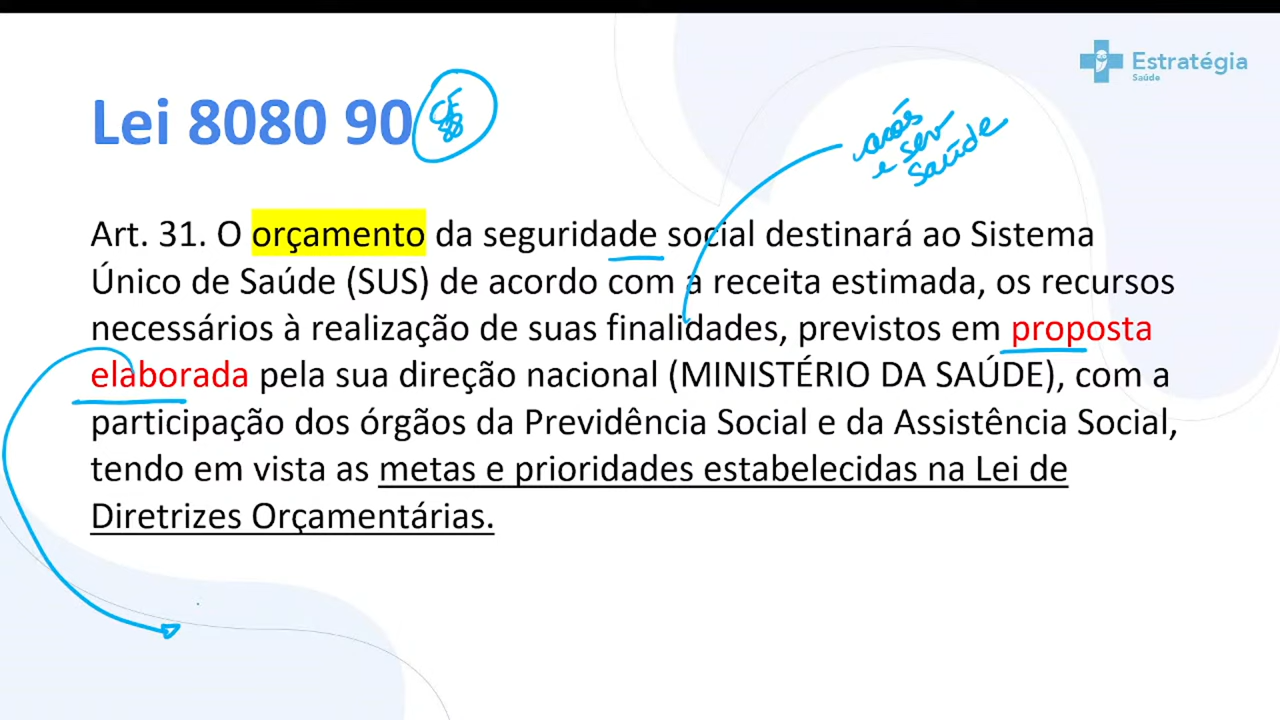 Estratégia
Saúde
Lei 8080 90
CF
88
ações
e serv
saúde
Art. 31. O orçamento da seguridade social destinará ao Sistema
Único de Saúde (SUS) de acordo com a receita estimada, os recursos
necessários à realização de suas finalidades, previstos em proposta
elaborada pela sua direção nacional (MINISTÉRIO DA SAÚDE), com a
participação dos órgãos da Previdência Social e da Assistência Social,
tendo em vista as metas e prioridades estabelecidas na Lei de
Diretrizes Orçamentárias.